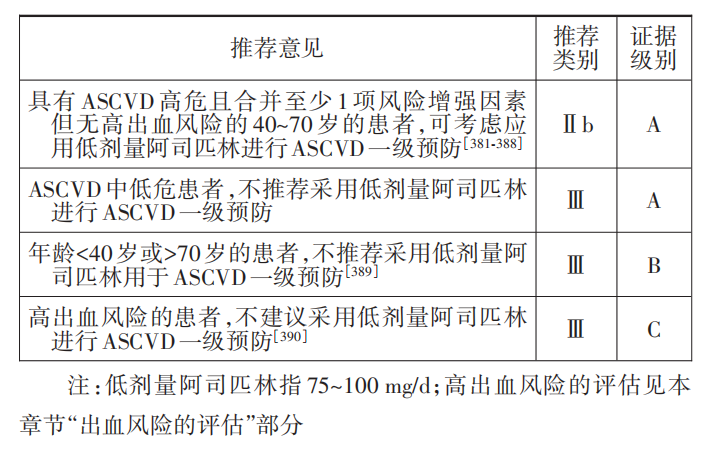 推荐意见
推荐
类别
证据
级别
具有ASCVD高危且合并至少1项风险增强因素
但无高出血风险的40~70岁的患者,可考虑应
用低剂量阿司匹林进行ASCVD一级预防[381-388]
Ⅱb
A
ASCVD中低危患者,不推荐采用低剂量阿司匹林
进行ASCVD一级预防
Ⅲ
A
年龄<40岁或>70岁的患者,不推荐采用低剂量阿
司匹林用于ASCVD一级预防[389]
Ⅲ
B
高出血风险的患者,不建议采用低剂量阿司匹林
进行ASCVD一级预防[390]
Ⅲ
C
注:低剂量阿司匹林指75~100 mg/d;高出血风险的评估见本
章节“出血风险的评估”部分